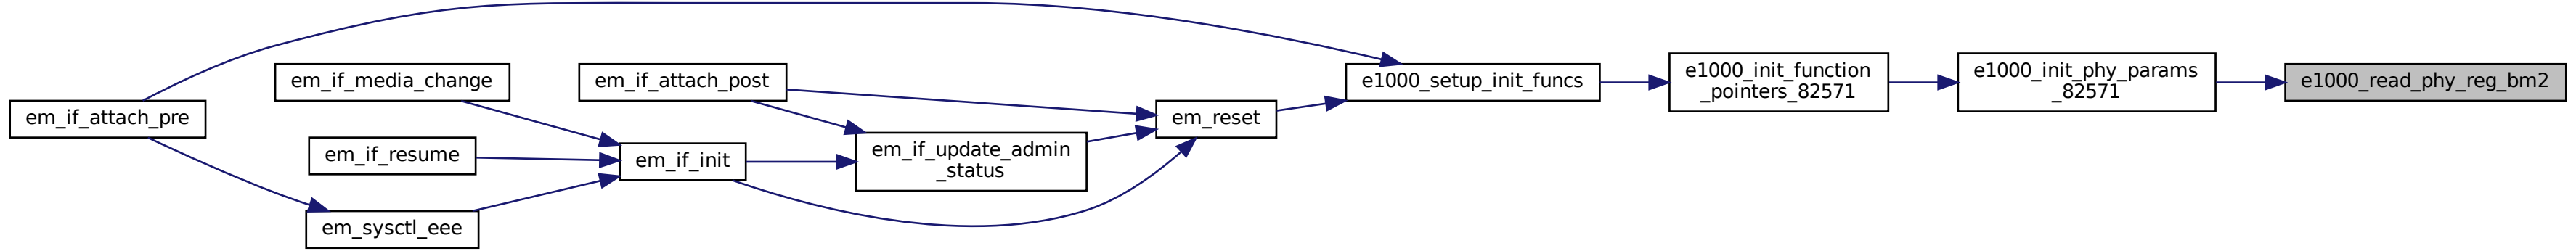 em_if_attach_pre
em_if_media_change
em_if_resume
em_sysctl_eee
em_if_attach_post
em_if_init
em_if_update_admin
_status
em_reset
e1000_setup_init_funcs
e1000_init_function
_pointers_82571
e1000_init_phy_params
_82571
e1000_read_phy_reg_bm2